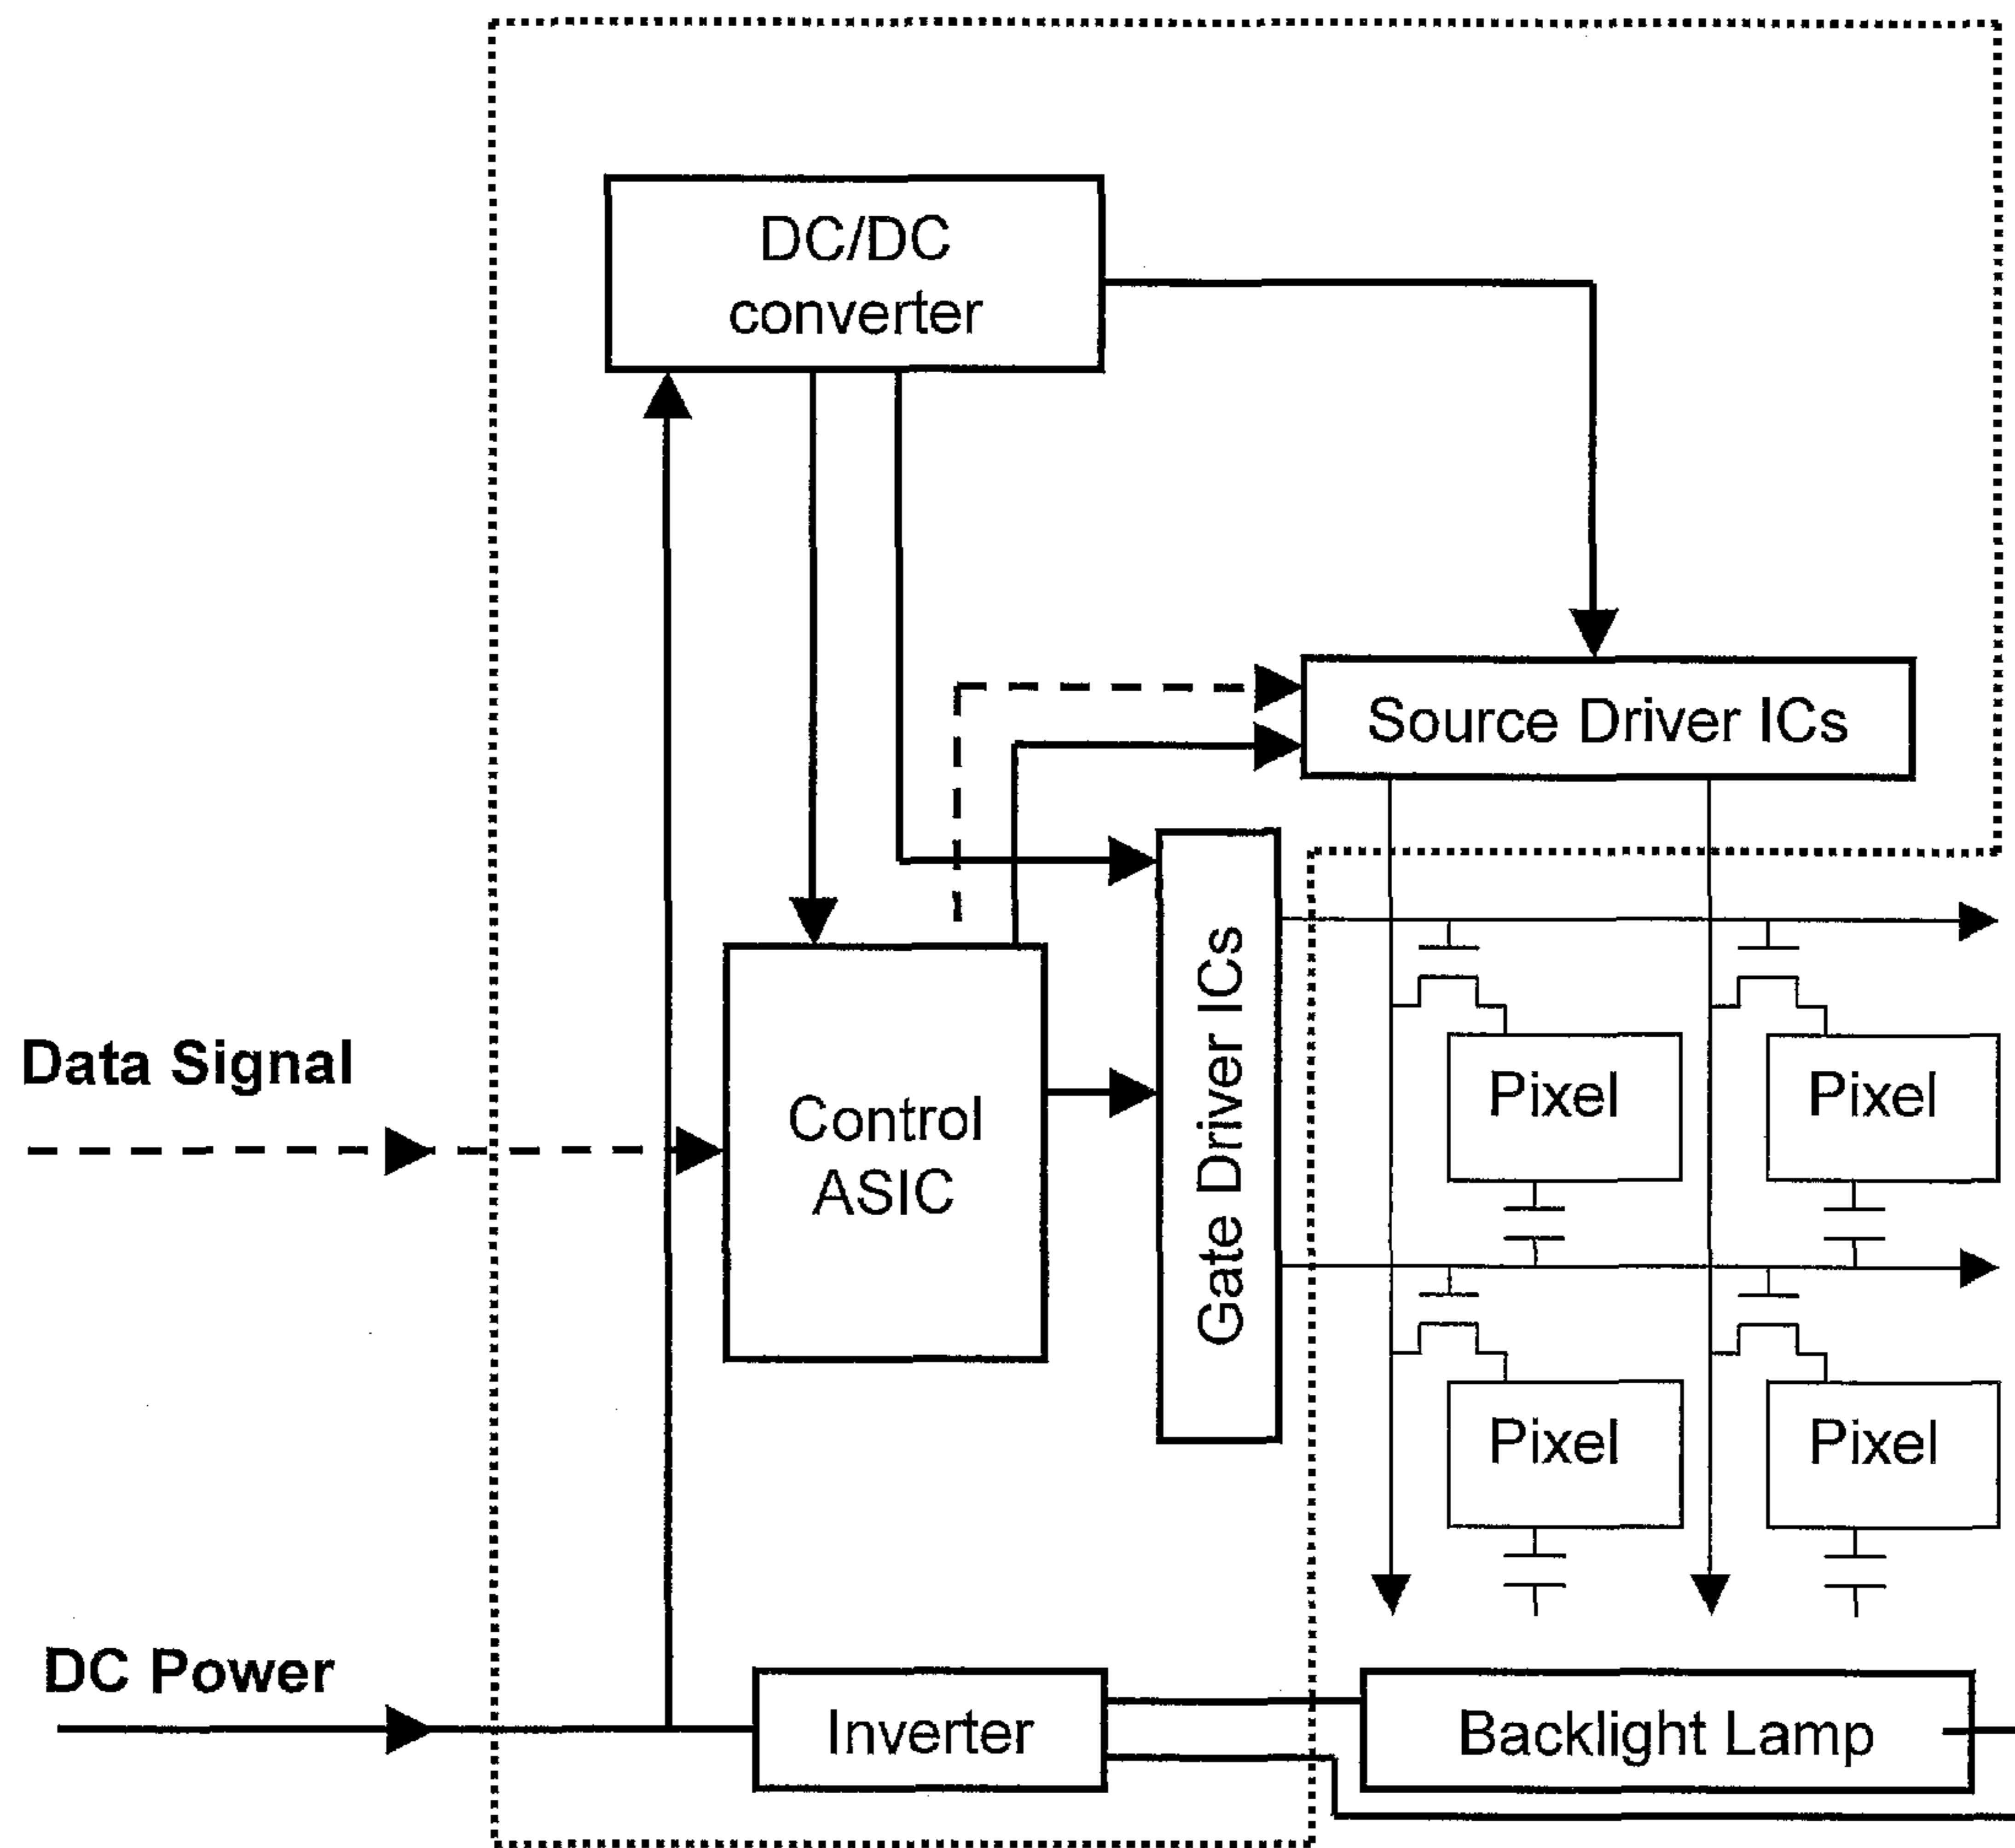 DC/DC
converter
Source Driver ICs
Gate Driver ICs
Data Signal
Control
ASIC
Pixel
Pixel
Pixel
Pixel
DC Power
Inverter
Backlight Lamp